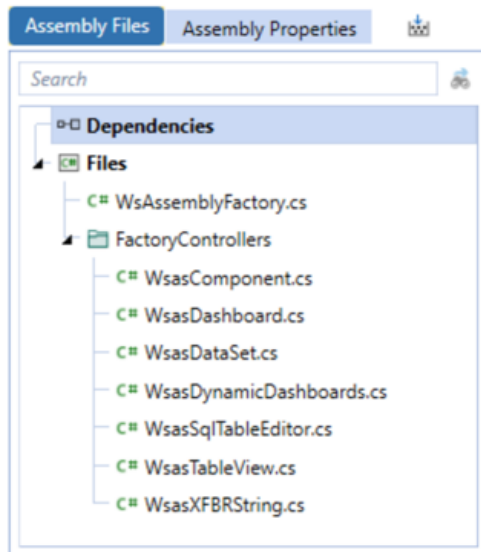 Assembly Files
Assembly Properties
Search
Dependencies
C# Files
C# WsAssemblyFactory.cs
FactoryControllers
C# WsasComponent.cs
C# WsasDashboard.cs
C# WsasDataSet.cs
C# WsasDynamicDashboards.cs
C# WsasSqlTableEditor.cs
C# WsasTableView.cs
C# WsasXFBRString.cs